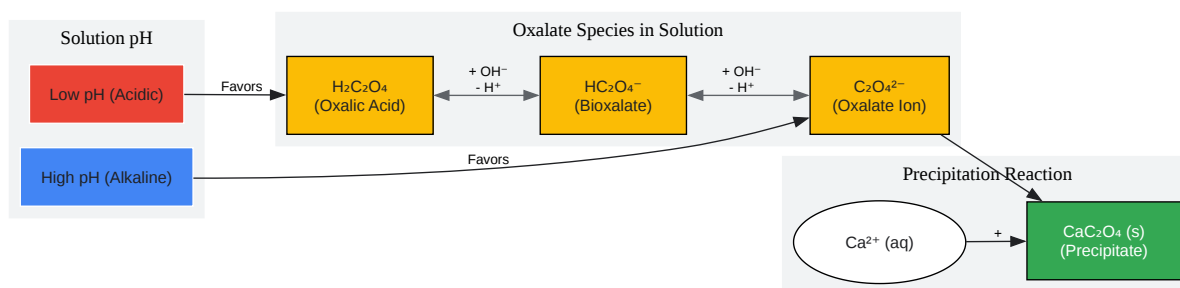 Solution pH
Oxalate Species in Solution
Low pH (Acidic)
Favors
H₂C₂O₄
(Oxalic Acid)
+ OH⁻
- H⁺
HC₂O₄⁻
(Bioxalate)
+ OH⁻
- H⁺
C₂O₄²⁻
(Oxalate Ion)
High pH (Alkaline)
Favors
Precipitation Reaction
Ca²⁺ (aq)
+
CaC₂O₄ (s)
(Precipitate)